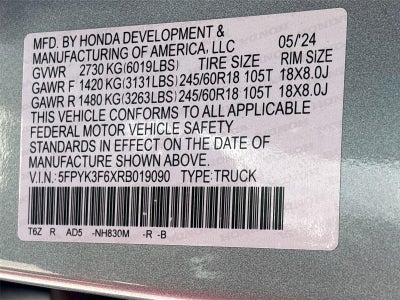 MFD. BY HONDA DEVELOPMENT & 05/'24
MANUFACTURING OF AMERICA, LLC
GVWR 2730 KG(6019LBS) TIRE SIZE RIM SIZE
GAWR F 1420 KG(3131LBS) 245/60R18 105T 18X8.0J
GAWR R 1480 KG(3263LBS) 245/60R18 105T 18X8.0J
THIS VEHICLE CONFORMS TO ALL APPLICABLE
FEDERAL MOTOR VEHICLE SAFETY
STANDARDS IN EFFECT ON THE DATE OF
MANUFACTURE SHOWN ABOVE.
V.I.N.: 5FPYK3F6XRB019090 TYPE:TRUCK
T6Z R AD5 -NH830M -R -B